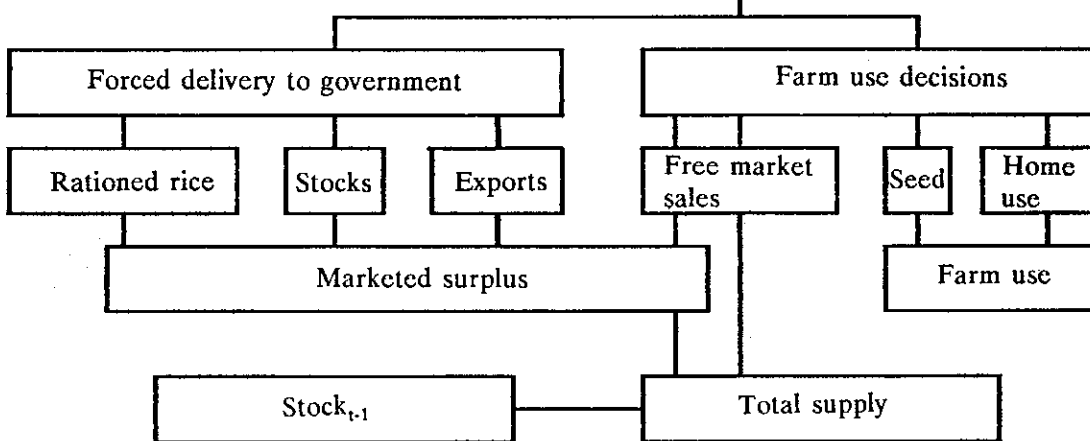 Forced delivery to government
Farm use decisions
Rationed rice
Stocks
Exports
Free market
sales
Seed
Home
use
Marketed surplus
Farm use
Stock t-1
Total supply